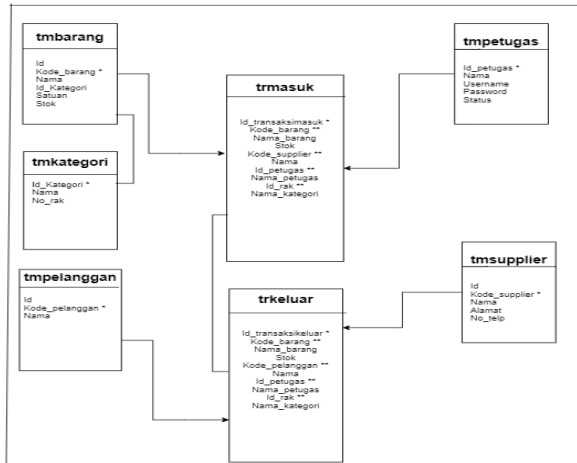 tmbarang
Id
Kode_barang *
Nama
Id_Kategori
Satuan
Stok
tmkategori
Id_Kategori *
Nama
No_rak
tmpelanggan
Id
Kode_pelanggan *
Nama
trmasuk
Id_transaksimasuk *
Kode_barang **
Nama_barang
Stok
Kode_supplier **
Nama
Id_petugas **
Nama_petugas
Id_rak **
Nama_kategori
trkeluar
Id_transaksikeluar *
Kode_barang **
Nama_barang
Stok
Kode_pelanggan **
Nama
Id_petugas **
Nama_petugas
Id_rak **
Nama_kategori
tmpetugas
Id_petugas *
Nama
Username
Password
Status
tmsupplier
Id
Kode_supplier *
Nama
Alamat
No_telp